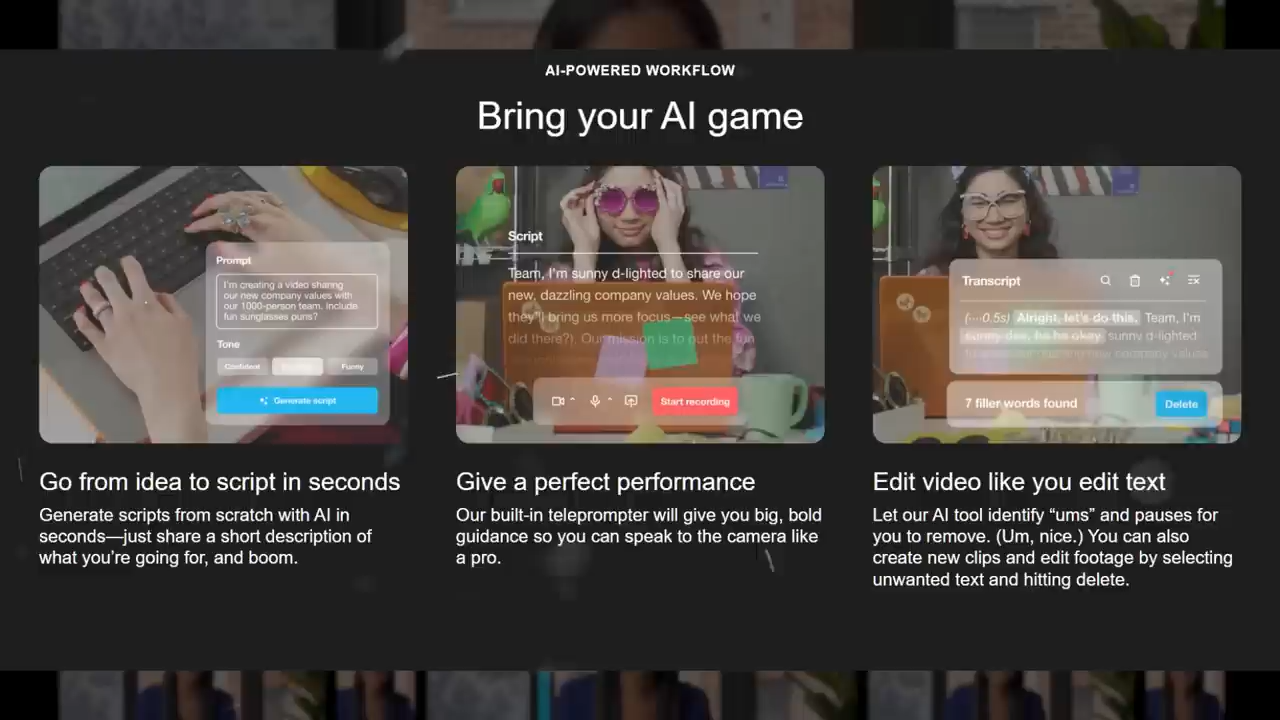 AI-POWERED WORKFLOW
Bring your AI game
Prompt
I'm creating a video sharing
our new company values with
our 1000-person team. Include
fun sunglasses puns?
Tone
Confident
Funny
Generate script
Script
Team, I'm sunny d-lighted to share our
new, dazzling company values. We hope
they'll bring us more focus—see what we
did there?). Our mission is to put the fun
Start recording
Transcript
(···0.5s) Alright, let's do this. Team, I'm
sunny dee, ha ha okay, sunny d-lighted
company values
7 filler words found
Delete
Go from idea to script in seconds
Generate scripts from scratch with AI in
seconds—just share a short description of
what you're going for, and boom.
Give a perfect performance
Our built-in teleprompter will give you big, bold
guidance so you can speak to the camera like
a pro.
Edit video like you edit text
Let our AI tool identify “ums” and pauses for
you to remove. (Um, nice.) You can also
create new clips and edit footage by selecting
unwanted text and hitting delete.